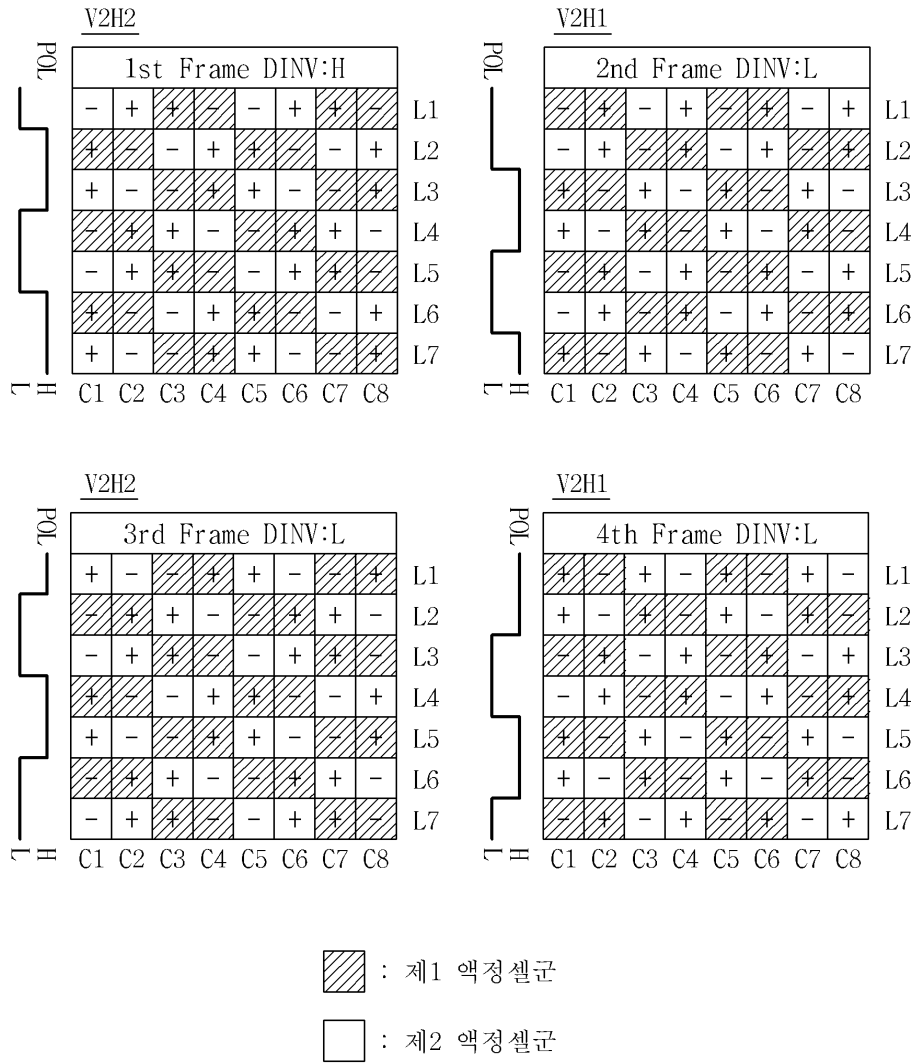 V2H2
POL
1st Frame DINV:H
- + + - - + + - L1
+ - - + + - - + L2
+ - - + + - - + L3
- + + - - + + - L4
- + + - - + + - L5
+ - - + + - - + L6
+ - - + + - - + L7
L H C1 C2 C3 C4 C5 C6 C7 C8
V2H1
POL
2nd Frame DINV:L
- + - + - + - + L1
- + - + - + - + L2
+ - + - + - + - L3
+ - + - + - + - L4
- + - + - + - + L5
- + - + - + - + L6
+ - + - + - + - L7
L H C1 C2 C3 C4 C5 C6 C7 C8
V2H2
POL
3rd Frame DINV:L
+ - - + + - - + L1
- + + - - + + - L2
- + + - - + + - L3
+ - - + + - - + L4
+ - - + + - - + L5
- + + - - + + - L6
- + + - - + + - L7
L H C1 C2 C3 C4 C5 C6 C7 C8
V2H1
POL
4th Frame DINV:L
+ - + - + - + - L1
+ - + - + - + - L2
- + - + - + - + L3
- + - + - + - + L4
+ - + - + - + - L5
+ - + - + - + - L6
- + - + - + - + L7
L H C1 C2 C3 C4 C5 C6 C7 C8
: 제1 액정셀군
: 제2 액정셀군